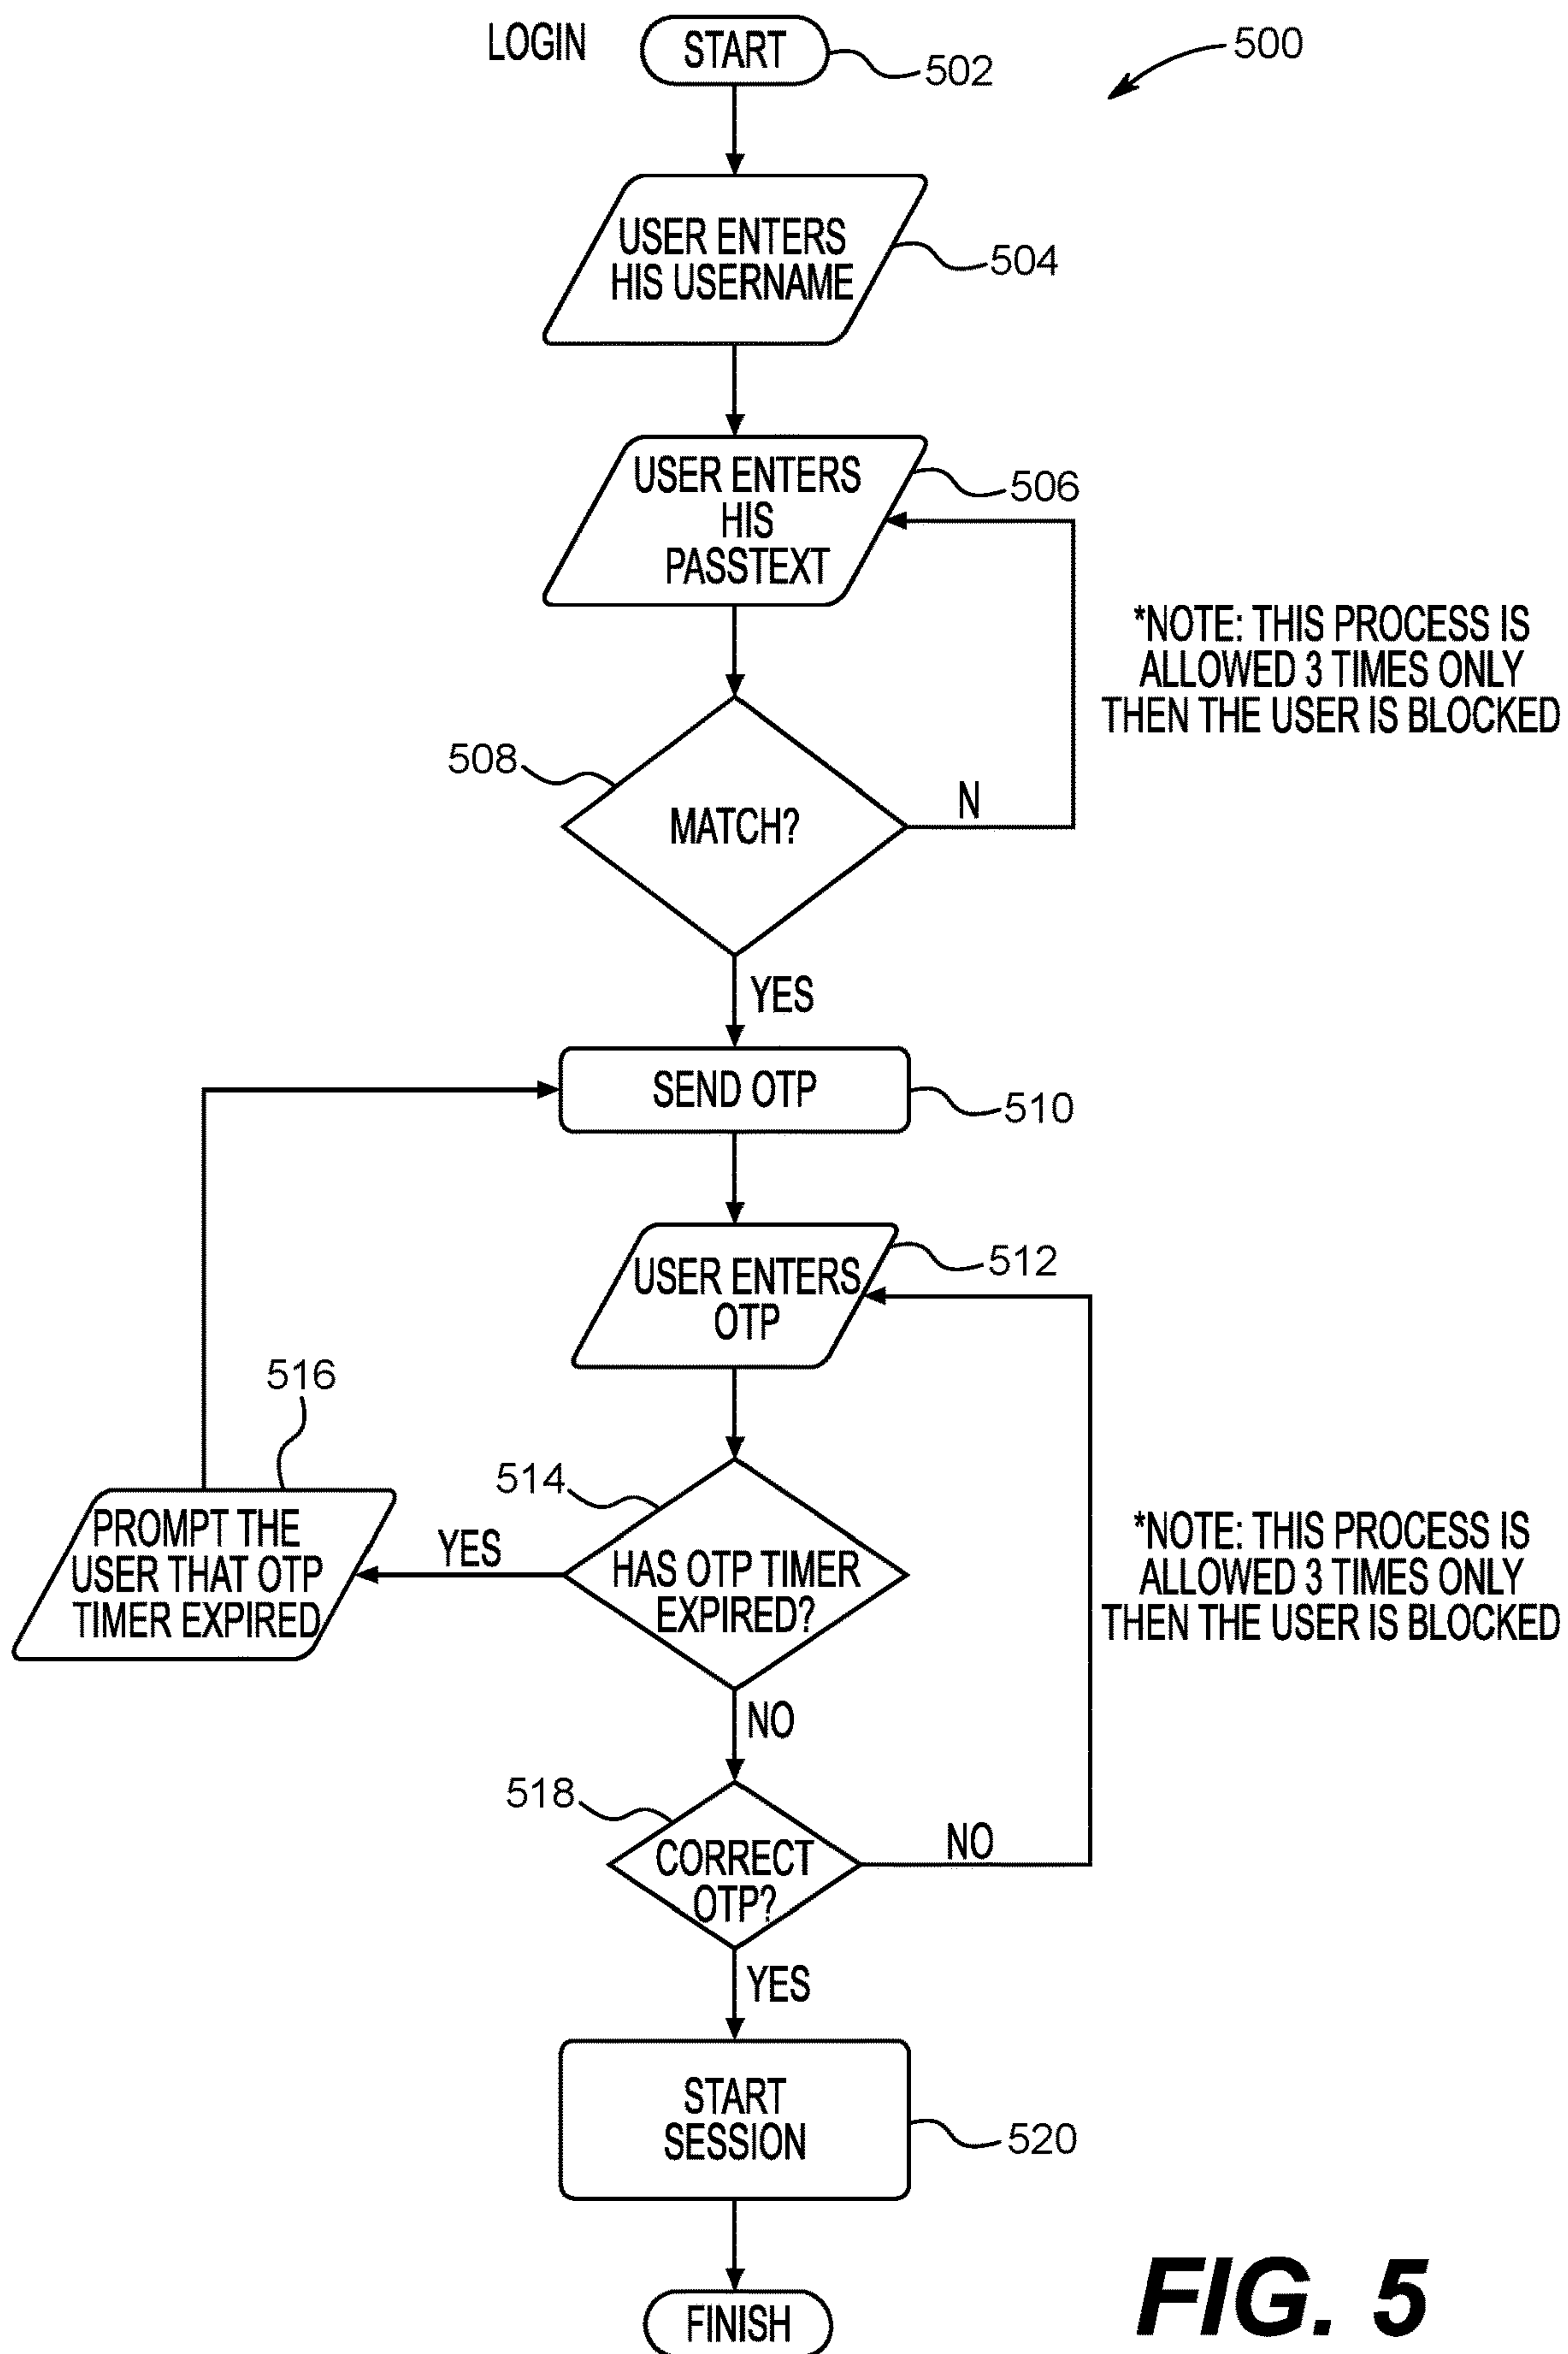 LOGIN
START
502
500
USER ENTERS
HIS USERNAME
504
USER ENTERS
HIS
PASSTEXT
506
*NOTE: THIS PROCESS IS
ALLOWED 3 TIMES ONLY
THEN THE USER IS BLOCKED
508
MATCH?
N
YES
SEND OTP
510
USER ENTERS
OTP
512
516
PROMPT THE
USER THAT OTP
TIMER EXPIRED
YES
514
HAS OTP TIMER
EXPIRED?
*NOTE: THIS PROCESS IS
ALLOWED 3 TIMES ONLY
THEN THE USER IS BLOCKED
NO
518
CORRECT
OTP?
NO
YES
START
SESSION
520
FINISH
FIG. 5